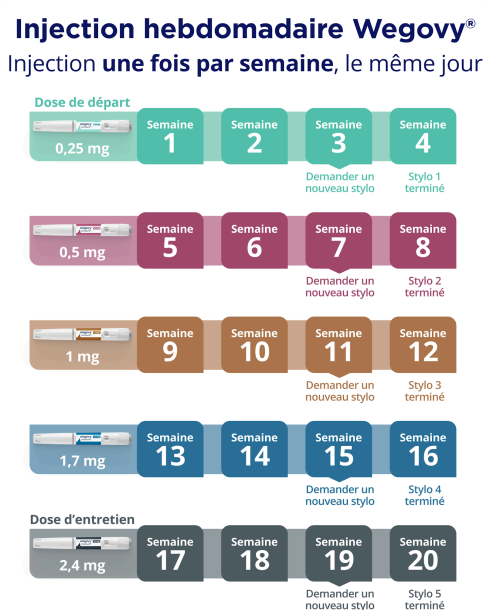 Injection hebdomadaire Wegovy®
Injection une fois par semaine, le même jour
Dose de départ
wegovy
0,25 mg
Semaine
1
Semaine
2
Semaine
3
Semaine
4
Demander un
nouveau stylo
Stylo 1
terminé
wegovy
0,5 mg
Semaine
5
Semaine
6
Semaine
7
Semaine
8
Demander un
nouveau stylo
Stylo 2
terminé
wegovy
1 mg
Semaine
9
Semaine
10
Semaine
11
Semaine
12
Demander un
nouveau stylo
Stylo 3
terminé
wegovy
1,7 mg
Semaine
13
Semaine
14
Semaine
15
Semaine
16
Demander un
nouveau stylo
Stylo 4
terminé
Dose d’entretien
wegovy
2,4 mg
Semaine
17
Semaine
18
Semaine
19
Semaine
20
Demander un
nouveau stylo
Stylo 5
terminé